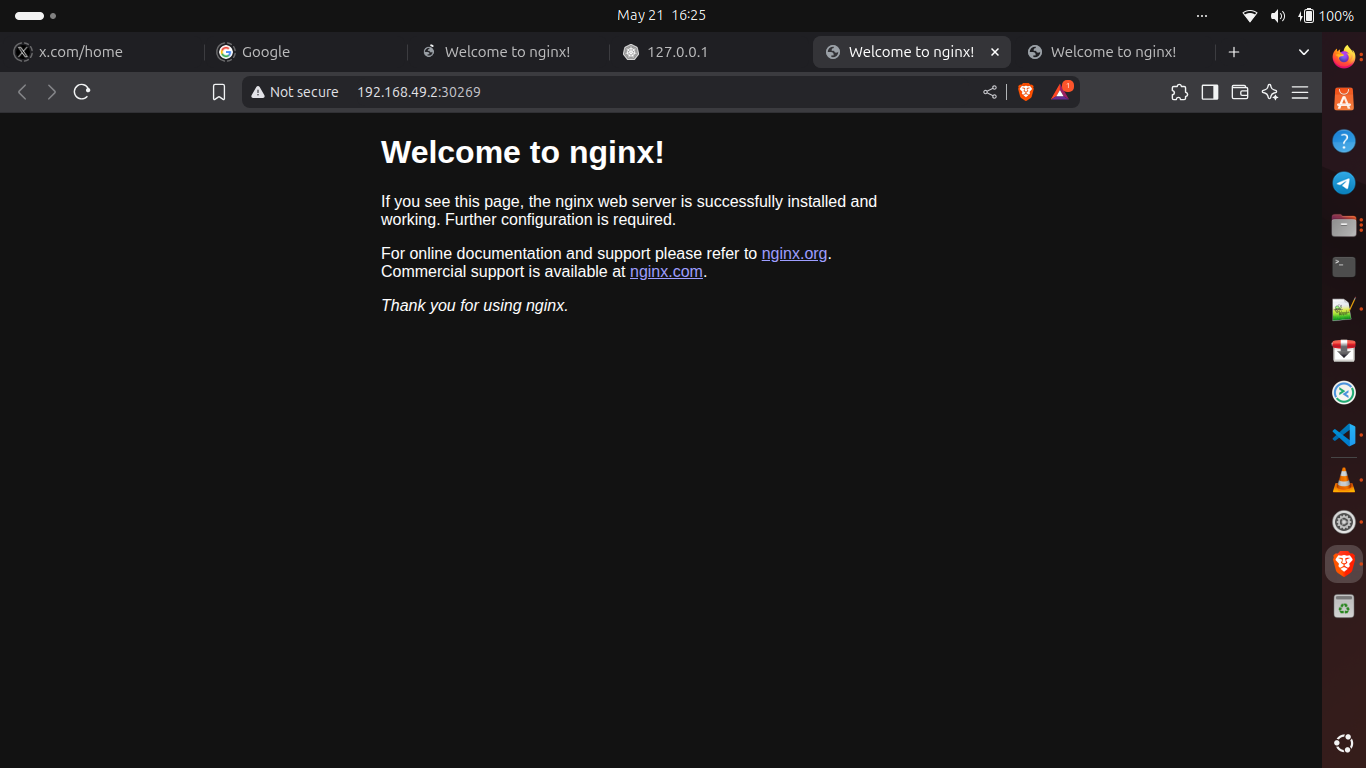 May 21 16:25
100%
x.com/home
Google
Welcome to nginx!
127.0.0.1
Welcome to nginx!
Welcome to nginx!
Not secure
192.168.49.2:30269
1
Welcome to nginx!
If you see this page, the nginx web server is successfully installed and
working. Further configuration is required.
For online documentation and support please refer to nginx.org.
Commercial support is available at nginx.com.
Thank you for using nginx.